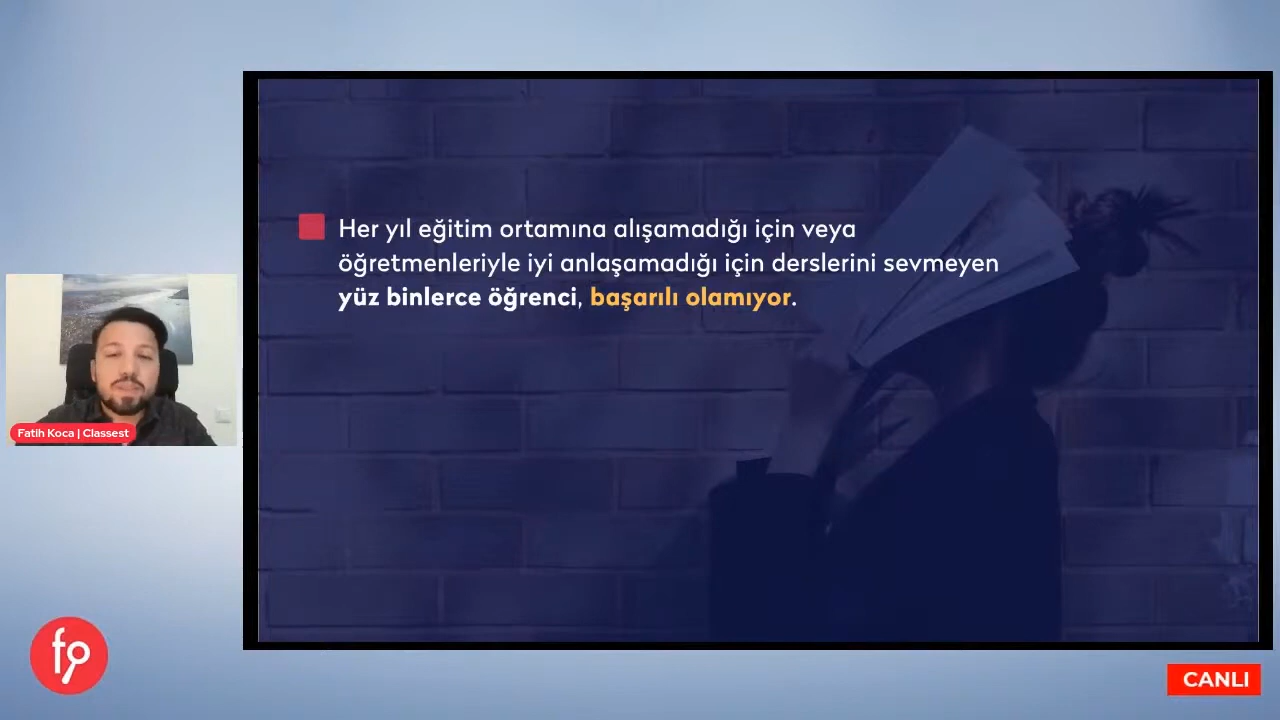 Her yıl eğitim ortamına alışamadığı için veya
öğretmenleriyle iyi anlaşamadığı için derslerini sevmeyen
yüz binlerce öğrenci, başarılı olamıyor.
Fatih Koca | Classest
fp
CANLI